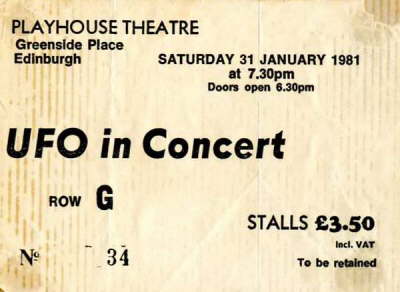 PLAYHOUSE THEATRE
Greenside Place
Edinburgh
SATURDAY 31 JANUARY 1981
at 7.30pm
Doors open 6.30pm
UFO in Concert
ROW G
STALLS £3.50
incl. VAT
Nº 34
To be retained